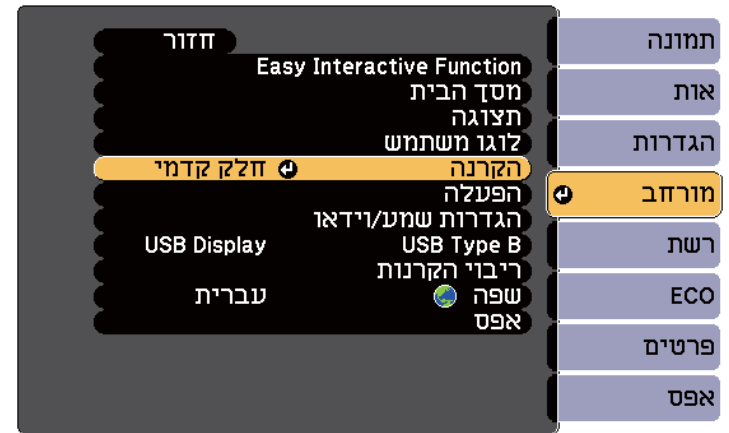 תמונה
אות
הגדרות
מורחב
רשת
ECO
פרטים
אפס
חזור
Easy Interactive Function
מסך הבית
תצוגה
לוגו משתמש
הקרנה חלק קדמי
הפעלה
הגדרות שמע/וידאו
USB Type B USB Display
ריבוי הקרנות
שפה עברית
אפס